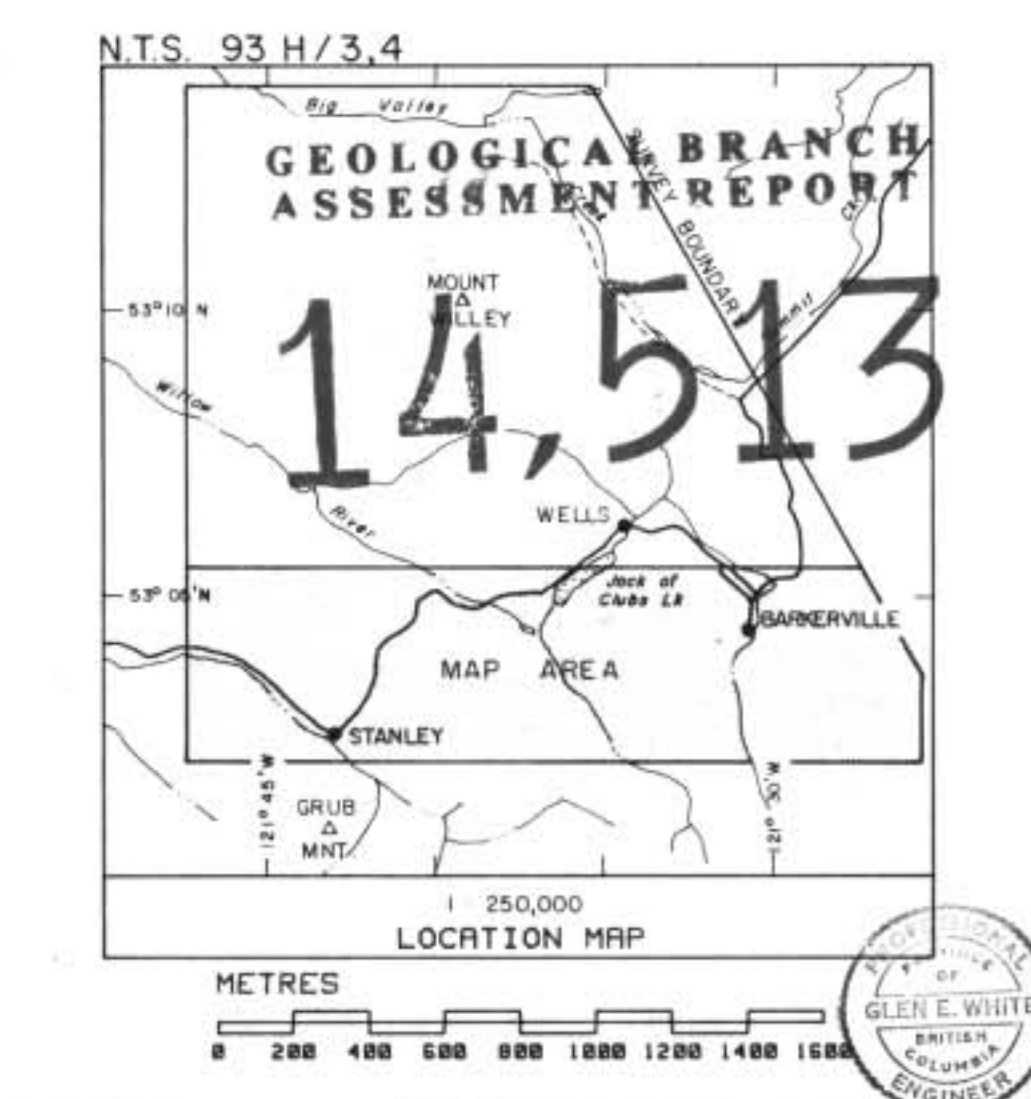 N.T.S. 93 H/3,4
Big Valley
GEOLOGICAL BRANCH
ASSESSMENT REPORT
SURVEY BOUNDARY
MOUNT
53° 10' N
14,513
Willow
River
WELLS
53° 05' N
Jack of
Clubs Lk
BARKERVILLE
MAP AREA
STANLEY
121° 45' W
GRUB
MNT.
121° 30' W
1 250,000
LOCATION MAP
METRES
0 200 400 600 800 1000 1200 1400 1600
PROFESSIONAL
PROVINCE
OF
GLEN E. WHITE
BRITISH
COLUMBIA
ENGINEER